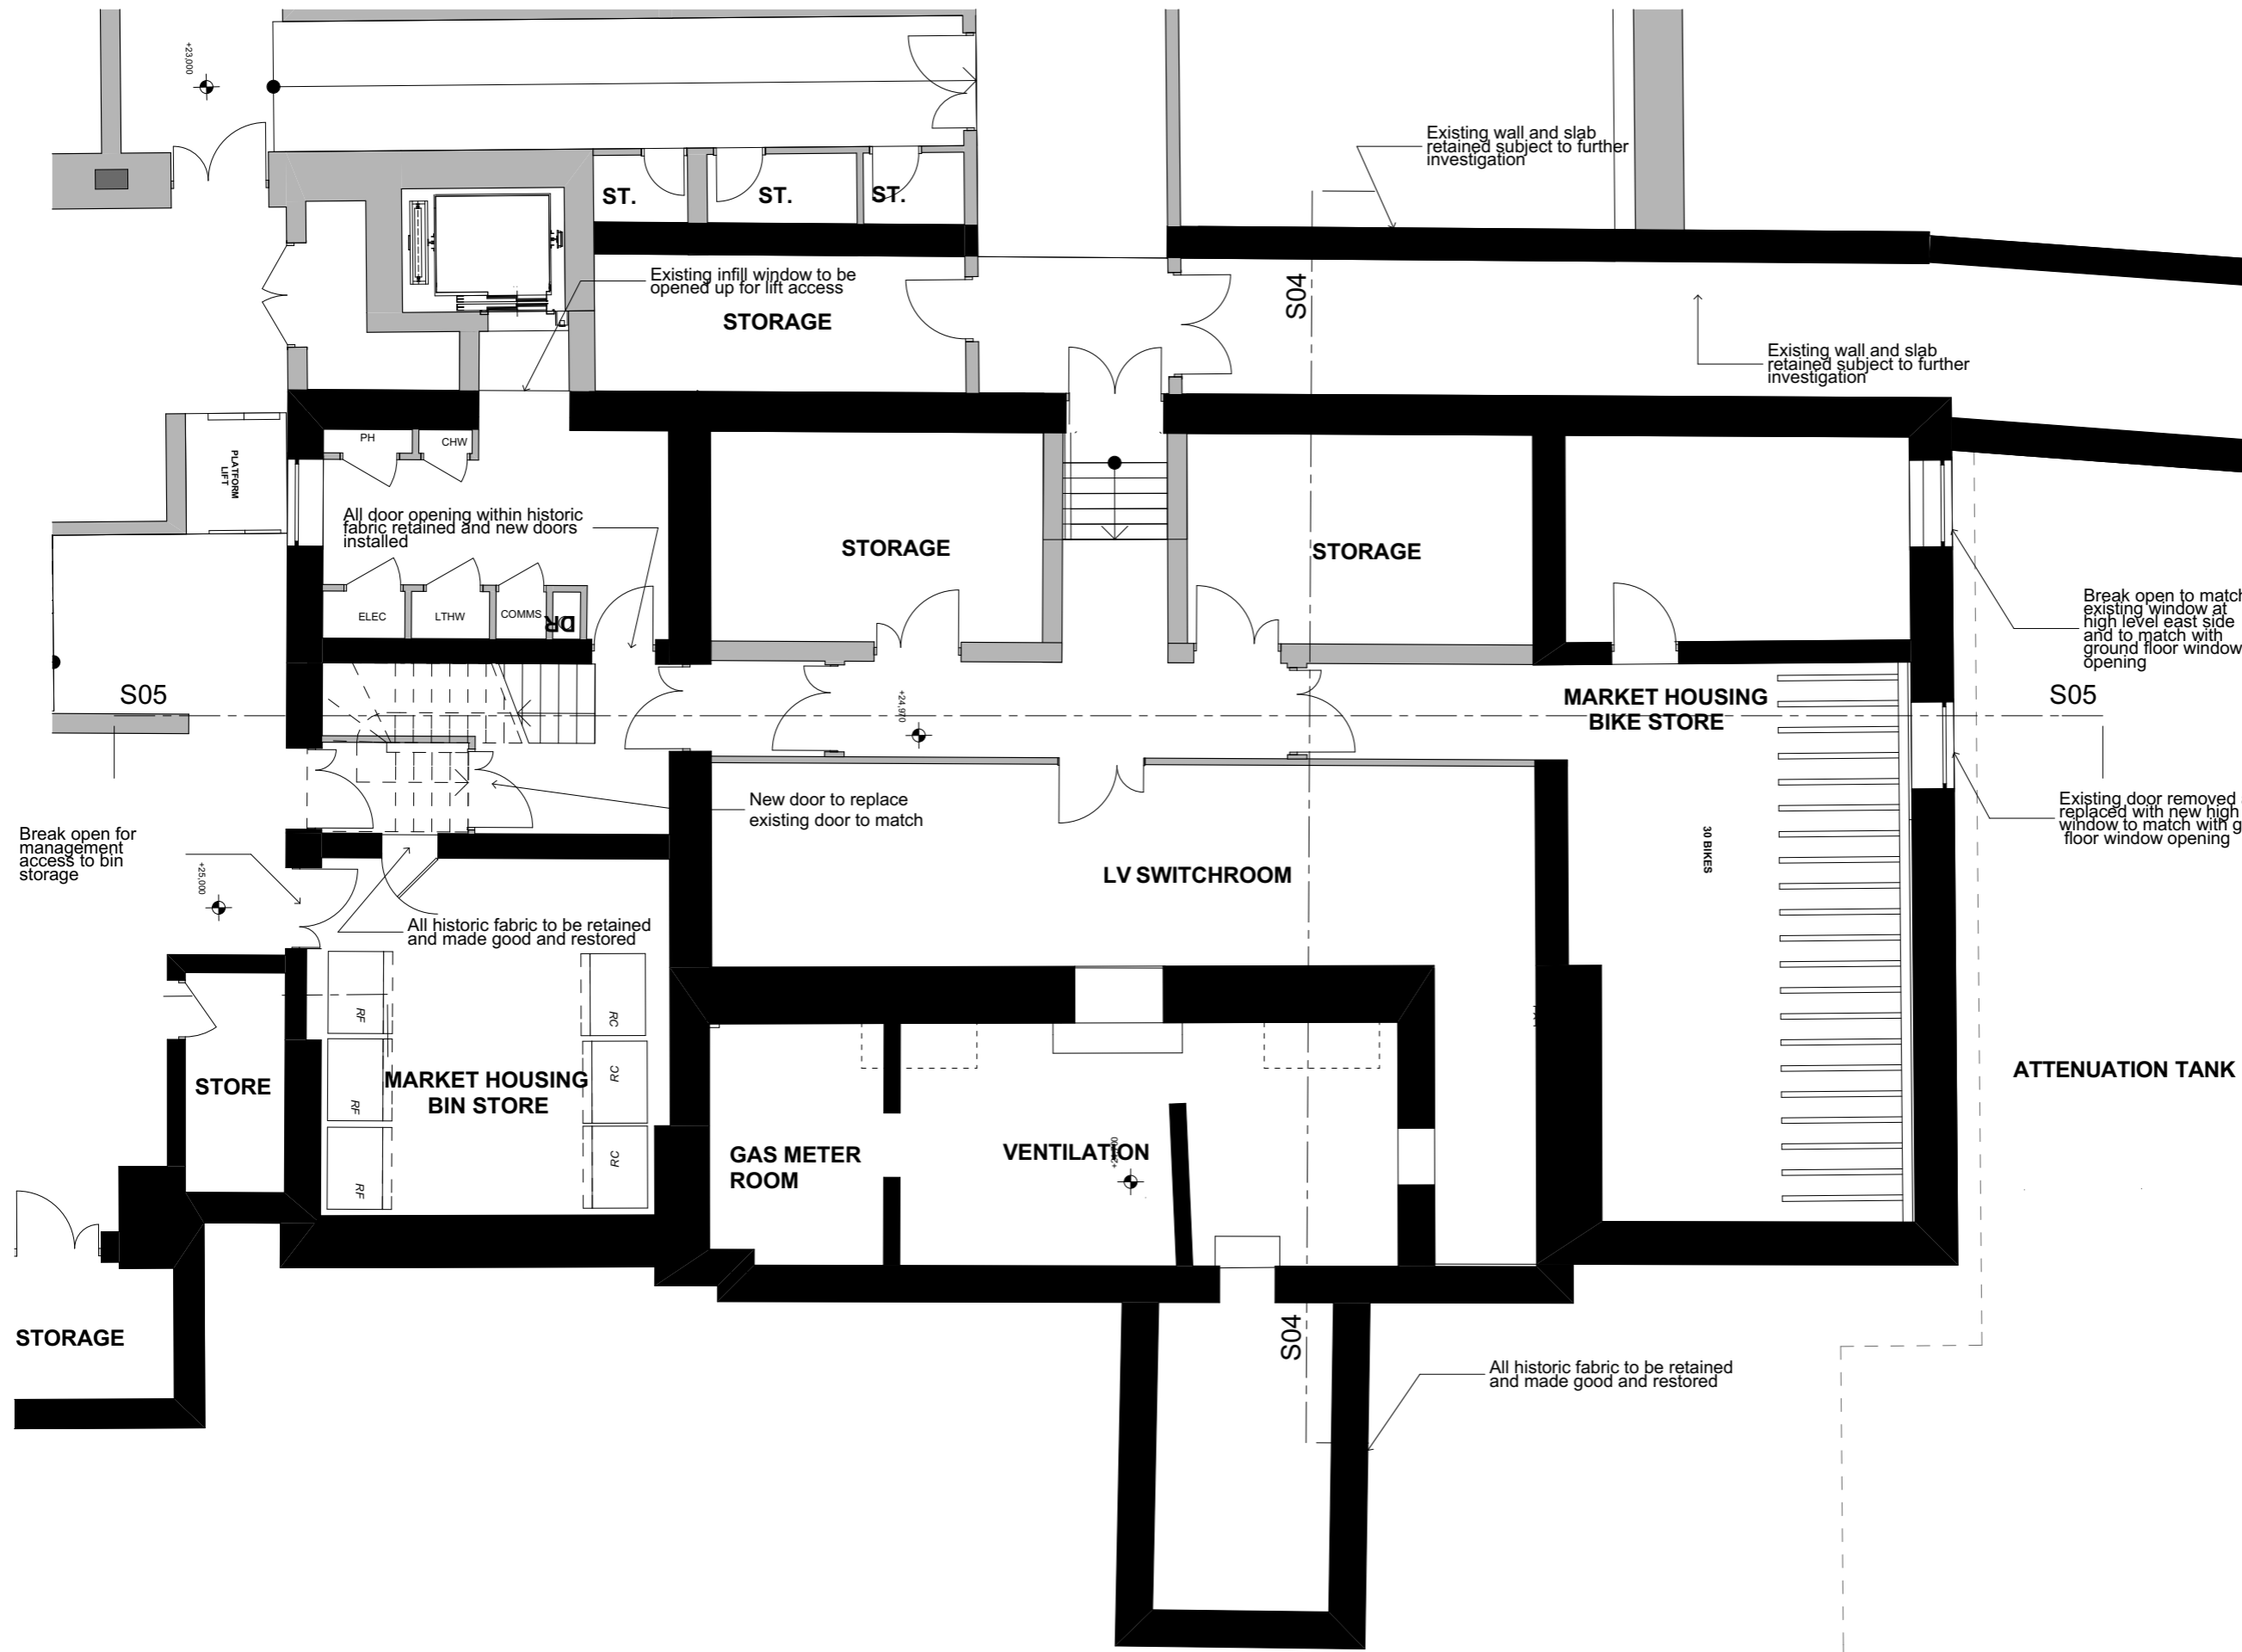 +23,000
Existing wall and slab
retained subject to further
investigation
ST.
ST.
ST.
Existing infill window to be
opened up for lift access
STORAGE
S04
Existing wall and slab
retained subject to further
investigation
PH
CHW
PLATFORM
LIFT
All door opening within historic
fabric retained and new doors
installed
STORAGE
STORAGE
ELEC
LTHW
COMMS
DR
Break open to match
existing window at
high level east side
and to match with
ground floor window
opening
S05
+24,970
MARKET HOUSING
BIKE STORE
S05
New door to replace
existing door to match
Existing door removed
replaced with new high
window to match with g
floor window opening
Break open for
management
access to bin
storage
+25,000
30 BIKES
LV SWITCHROOM
All historic fabric to be retained
and made good and restored
RF
RC
RF
RC
RF
RC
STORE
MARKET HOUSING
BIN STORE
ATTENUATION TANK
GAS METER
ROOM
VENTILATION
STORAGE
S04
All historic fabric to be retained
and made good and restored